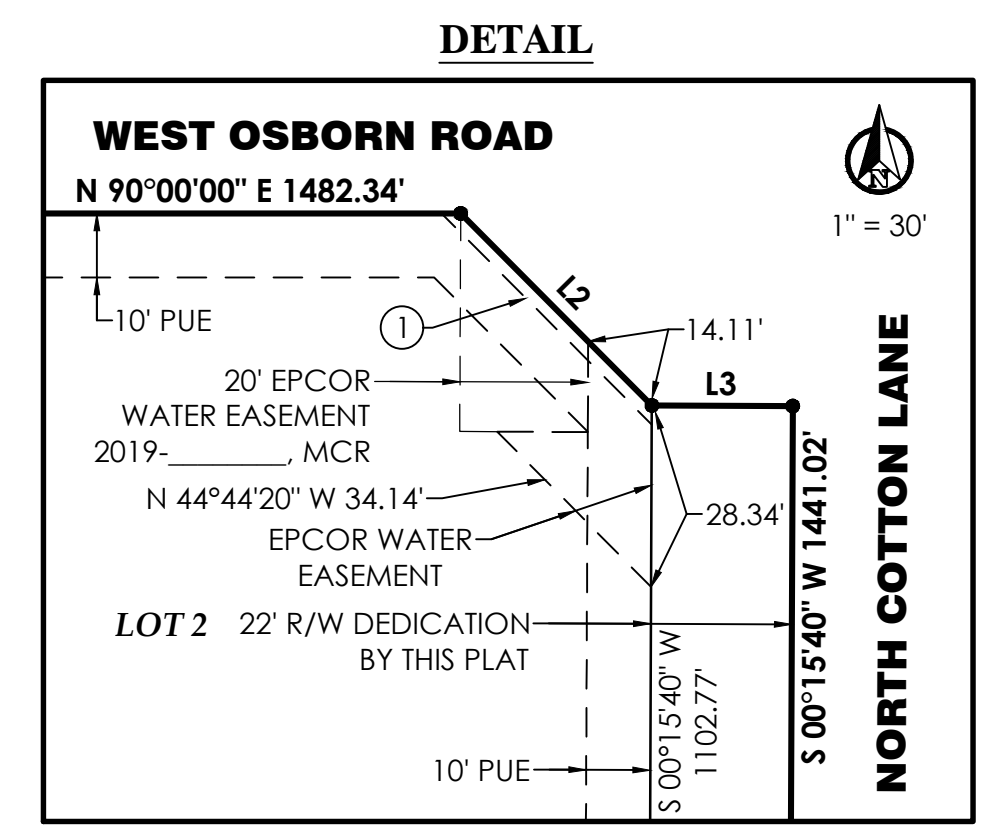 DETAIL
WEST OSBORN ROAD
N 90°00'00" E 1482.34'
N
1" = 30'
10' PUE
1
L2
14.11'
L3
20' EPCOR
WATER EASEMENT
2019-________, MCR
N 44°44'20" W 34.14'
28.34'
EPCOR WATER
EASEMENT
LOT 2
22' R/W DEDICATION
BY THIS PLAT
10' PUE
S 00°15'40" W
1102.77'
S 00°15'40" W 1441.02'
NORTH COTTON LANE